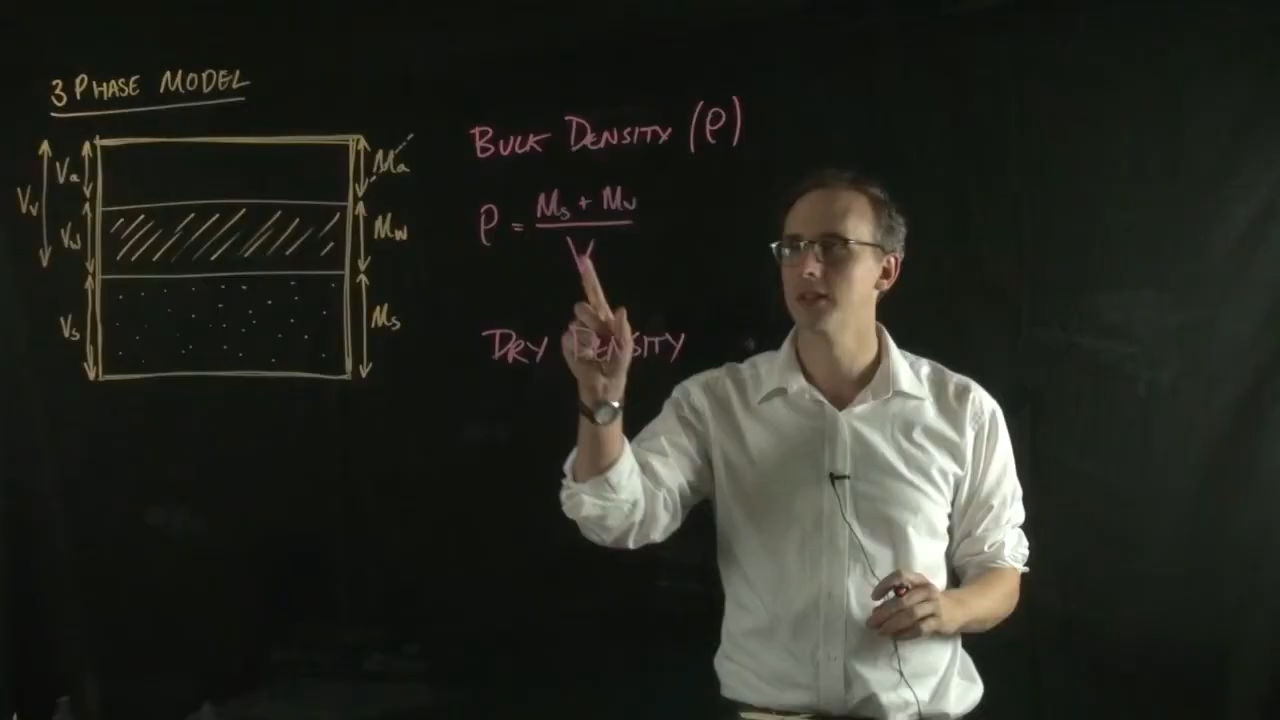 3 PHASE MODEL
Va
Ma
Vv
Vw
Mw
Vs
Ms
BULK DENSITY (ρ)
ρ = Ms + Mw
V
DRY DENSITY